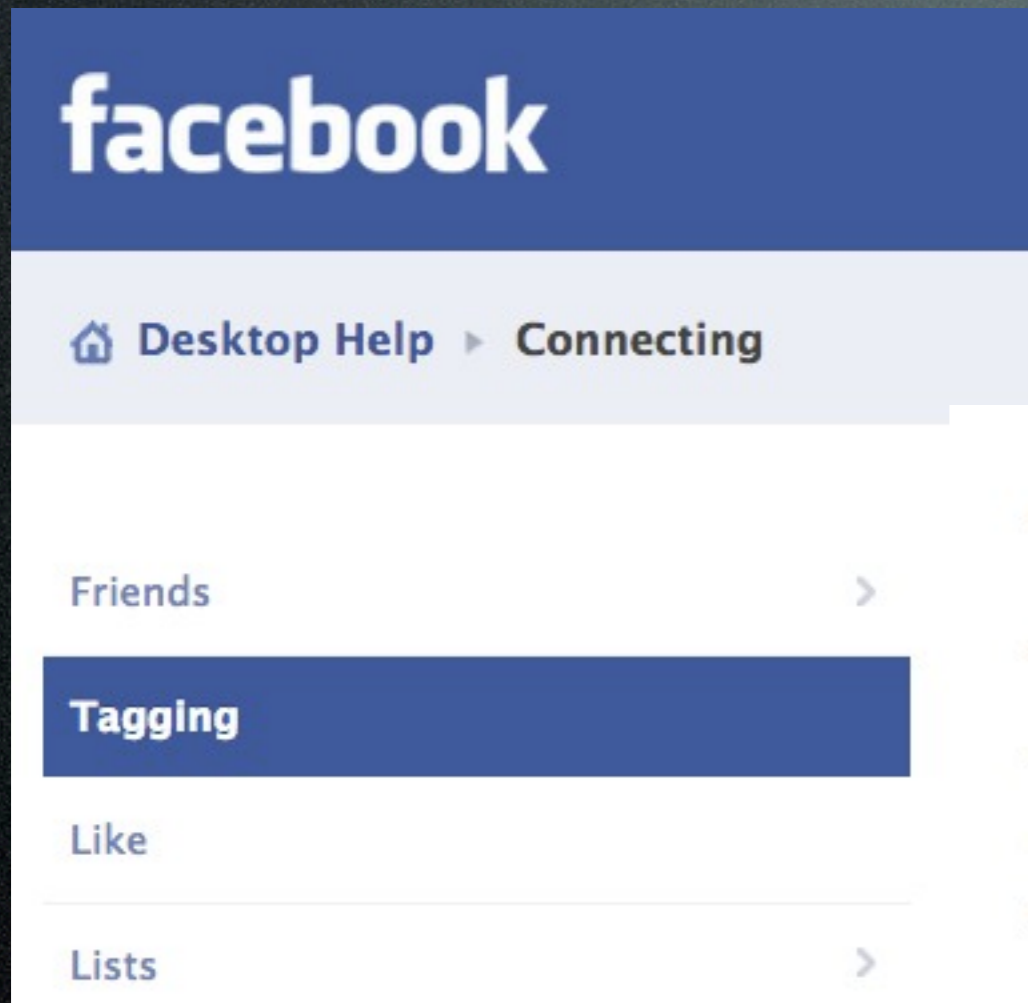 facebook
Desktop Help ▸ Connecting
Friends
Tagging
Like
Lists